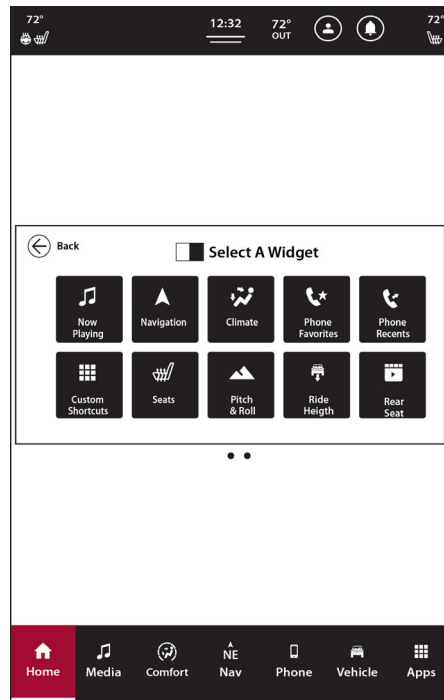 72°
12:32
72°
OUT
72°
Back
Select A Widget
Now
Playing
Navigation
Climate
Phone
Favorites
Phone
Recents
Custom
Shortcuts
Seats
Pitch
& Roll
Ride
Heigth
Rear
Seat
NE
Home
Media
Comfort
Nav
Phone
Vehicle
Apps